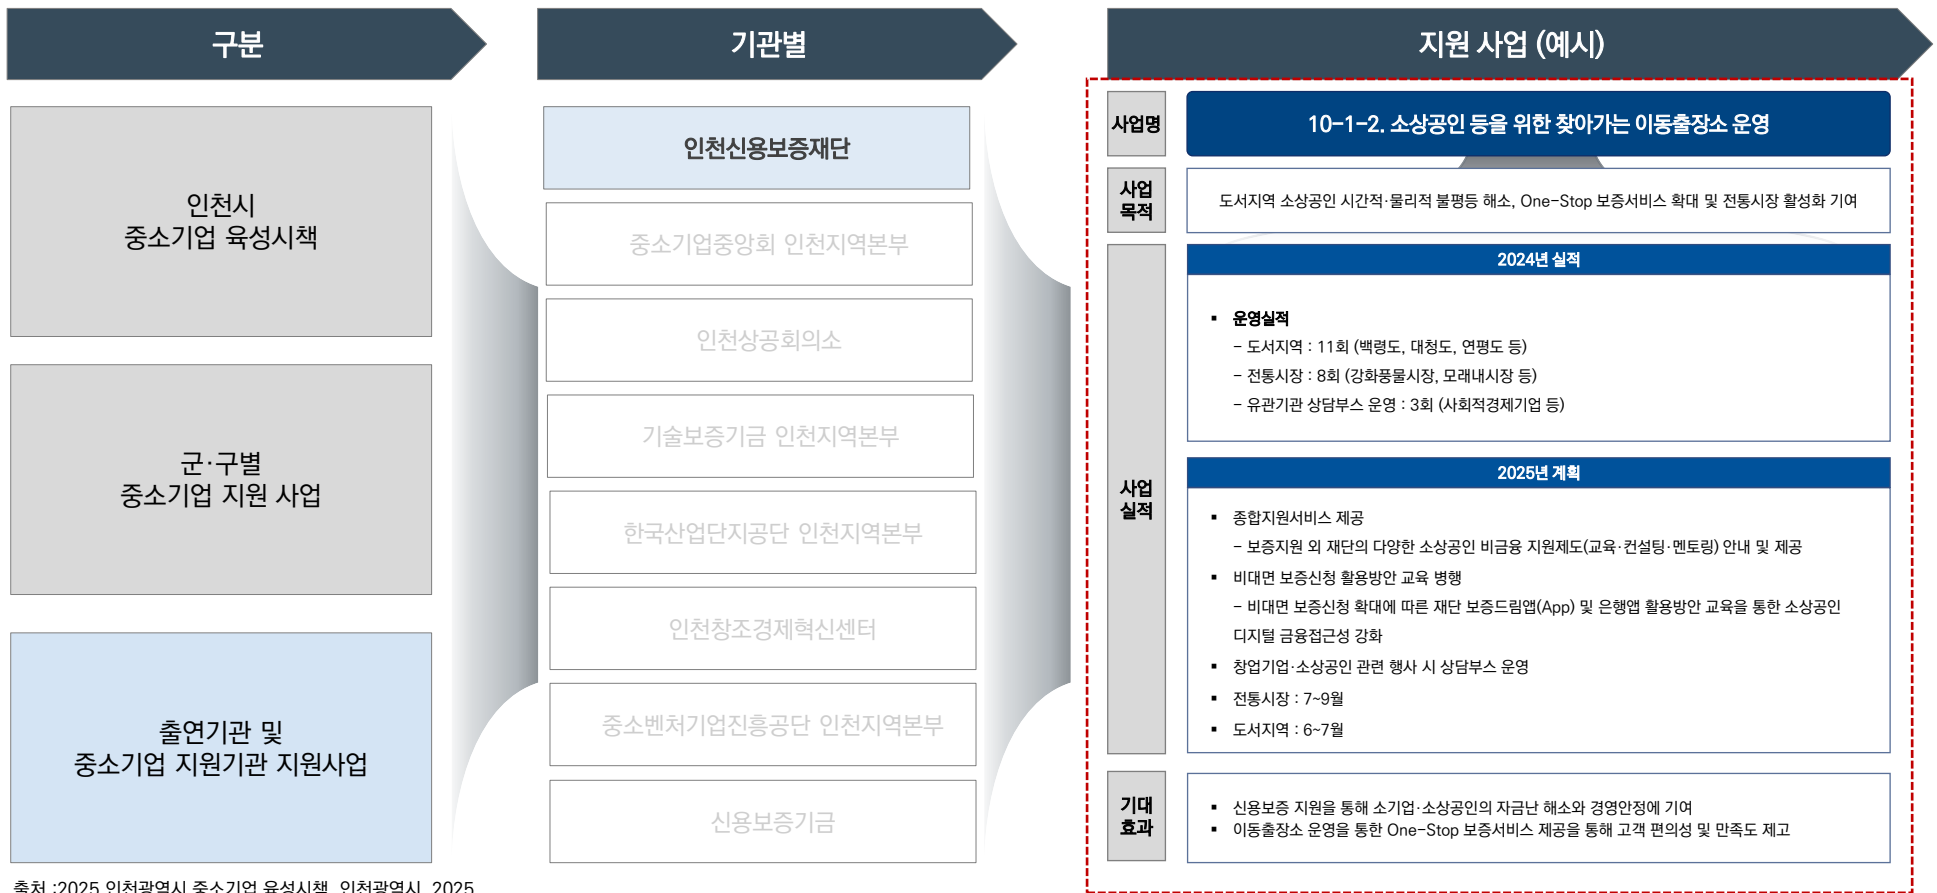 구분
기관별
지원 사업 (예시)
인천시
중소기업 육성시책
군·구별
중소기업 지원 사업
출연기관 및
중소기업 지원기관 지원사업
인천신용보증재단
중소기업중앙회 인천지역본부
인천상공회의소
기술보증기금 인천지역본부
한국산업단지공단 인천지역본부
인천창조경제혁신센터
중소벤처기업진흥공단 인천지역본부
신용보증기금
사업명
10-1-2. 소상공인 등을 위한 찾아가는 이동출장소 운영
사업
목적
도서지역 소상공인 시간적·물리적 불평등 해소, One-Stop 보증서비스 확대 및 전통시장 활성화 기여
사업
실적
2024년 실적
▪ 운영실적
- 도서지역 : 11회 (백령도, 대청도, 연평도 등)
- 전통시장 : 8회 (강화풍물시장, 모래내시장 등)
- 유관기관 상담부스 운영 : 3회 (사회적경제기업 등)
2025년 계획
▪ 종합지원서비스 제공
- 보증지원 외 재단의 다양한 소상공인 비금융 지원제도(교육·컨설팅·멘토링) 안내 및 제공
▪ 비대면 보증신청 활용방안 교육 병행
- 비대면 보증신청 확대에 따른 재단 보증드림앱(App) 및 은행앱 활용방안 교육을 통한 소상공인
디지털 금융접근성 강화
▪ 창업기업·소상공인 관련 행사 시 상담부스 운영
▪ 전통시장 : 7~9월
▪ 도서지역 : 6~7월
기대
효과
▪ 신용보증 지원을 통해 소기업·소상공인의 자금난 해소와 경영안정에 기여
▪ 이동출장소 운영을 통한 One-Stop 보증서비스 제공을 통해 고객 편의성 및 만족도 제고
출처 :2025 인천광역시 중소기업 육성시책, 인천광역시, 2025